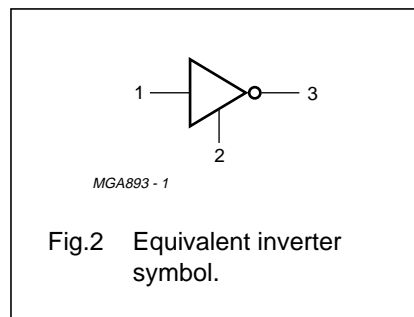 1
3
2
MGA893 - 1
Fig.2 Equivalent inverter
symbol.